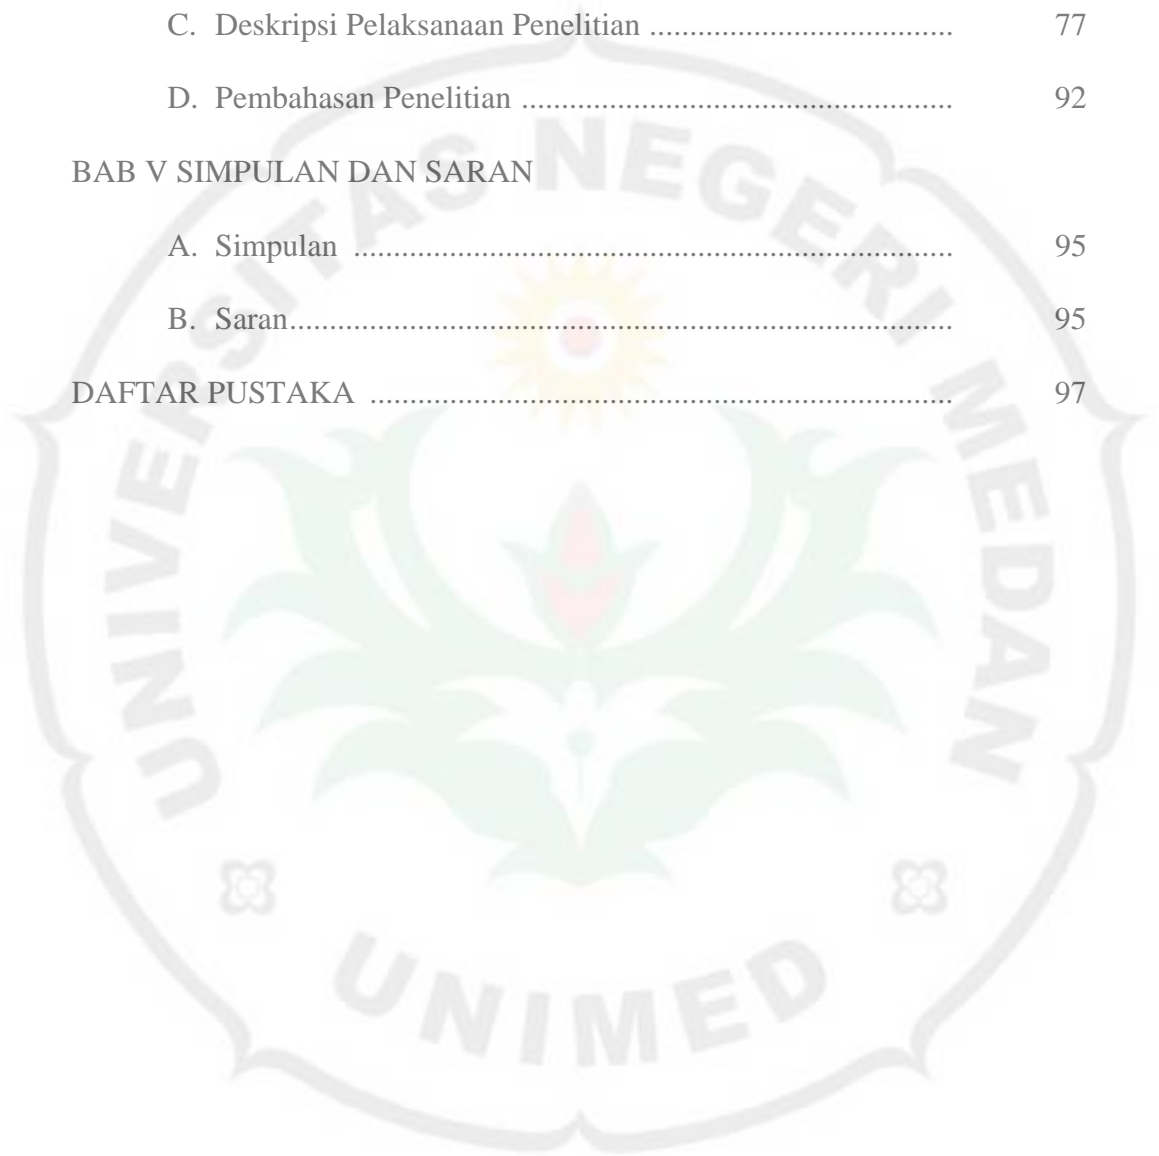 C. Deskripsi Pelaksanaan Penelitian ..................................... 77
D. Pembahasan Penelitian ..................................................... 92
BAB V SIMPULAN DAN SARAN
A. Simpulan .......................................................................... 95
B. Saran.................................................................................. 95
DAFTAR PUSTAKA ....................................................................... 97
UNIVERSITAS NEGERI MEDAN
UNIMED